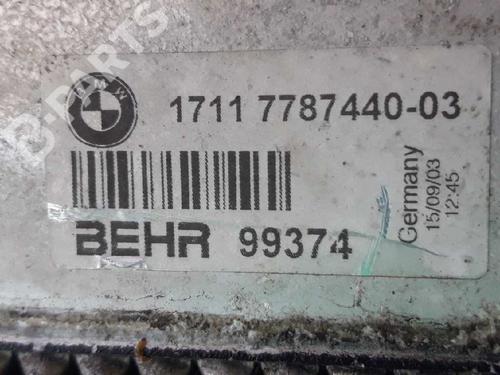 B-PARTS
BMW
1711 7787440-03
BEHR 99374
Germany
15/09/03
12:45